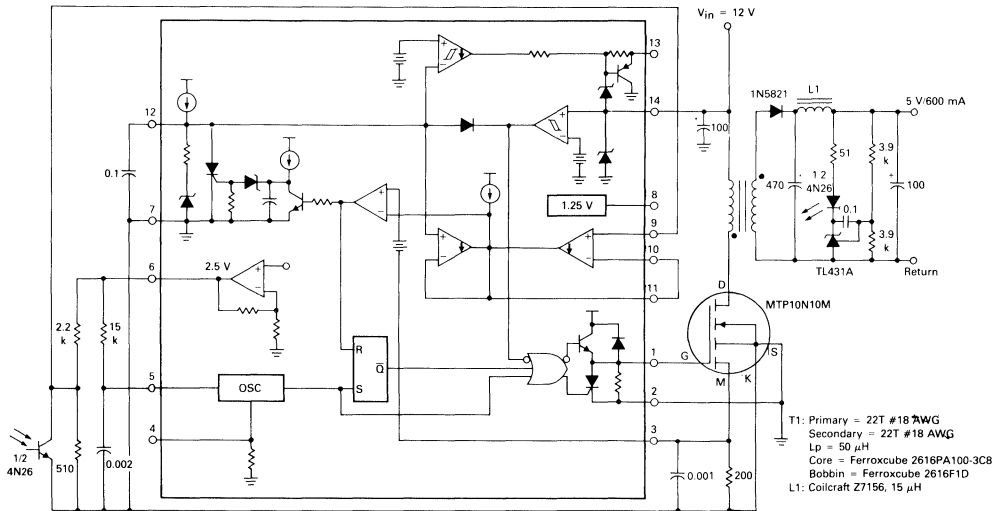 Vin = 12 V
13
14
12
0.1
7
6
2.5 V
1.25 V
8
9
10
11
2.2
k
15
k
5
4
OSC
R
S
Q̅
1
2
3
1/2
4N26
510
0.002
0.001
200
100
1N5821
L1
5 V/600 mA
470
51
1/2
4N26
0.1
3.9
k
3.9
k
100
TL431A
Return
MTP10N10M
D
G
S
M
K
T1: Primary = 22T #18 AWG
Secondary = 22T #18 AWG
Lp = 50 μH
Core = Ferroxcube 2616PA100-3C8
Bobbin = Ferroxcube 2616F1D
L1: Coilcraft Z7156, 15 μH